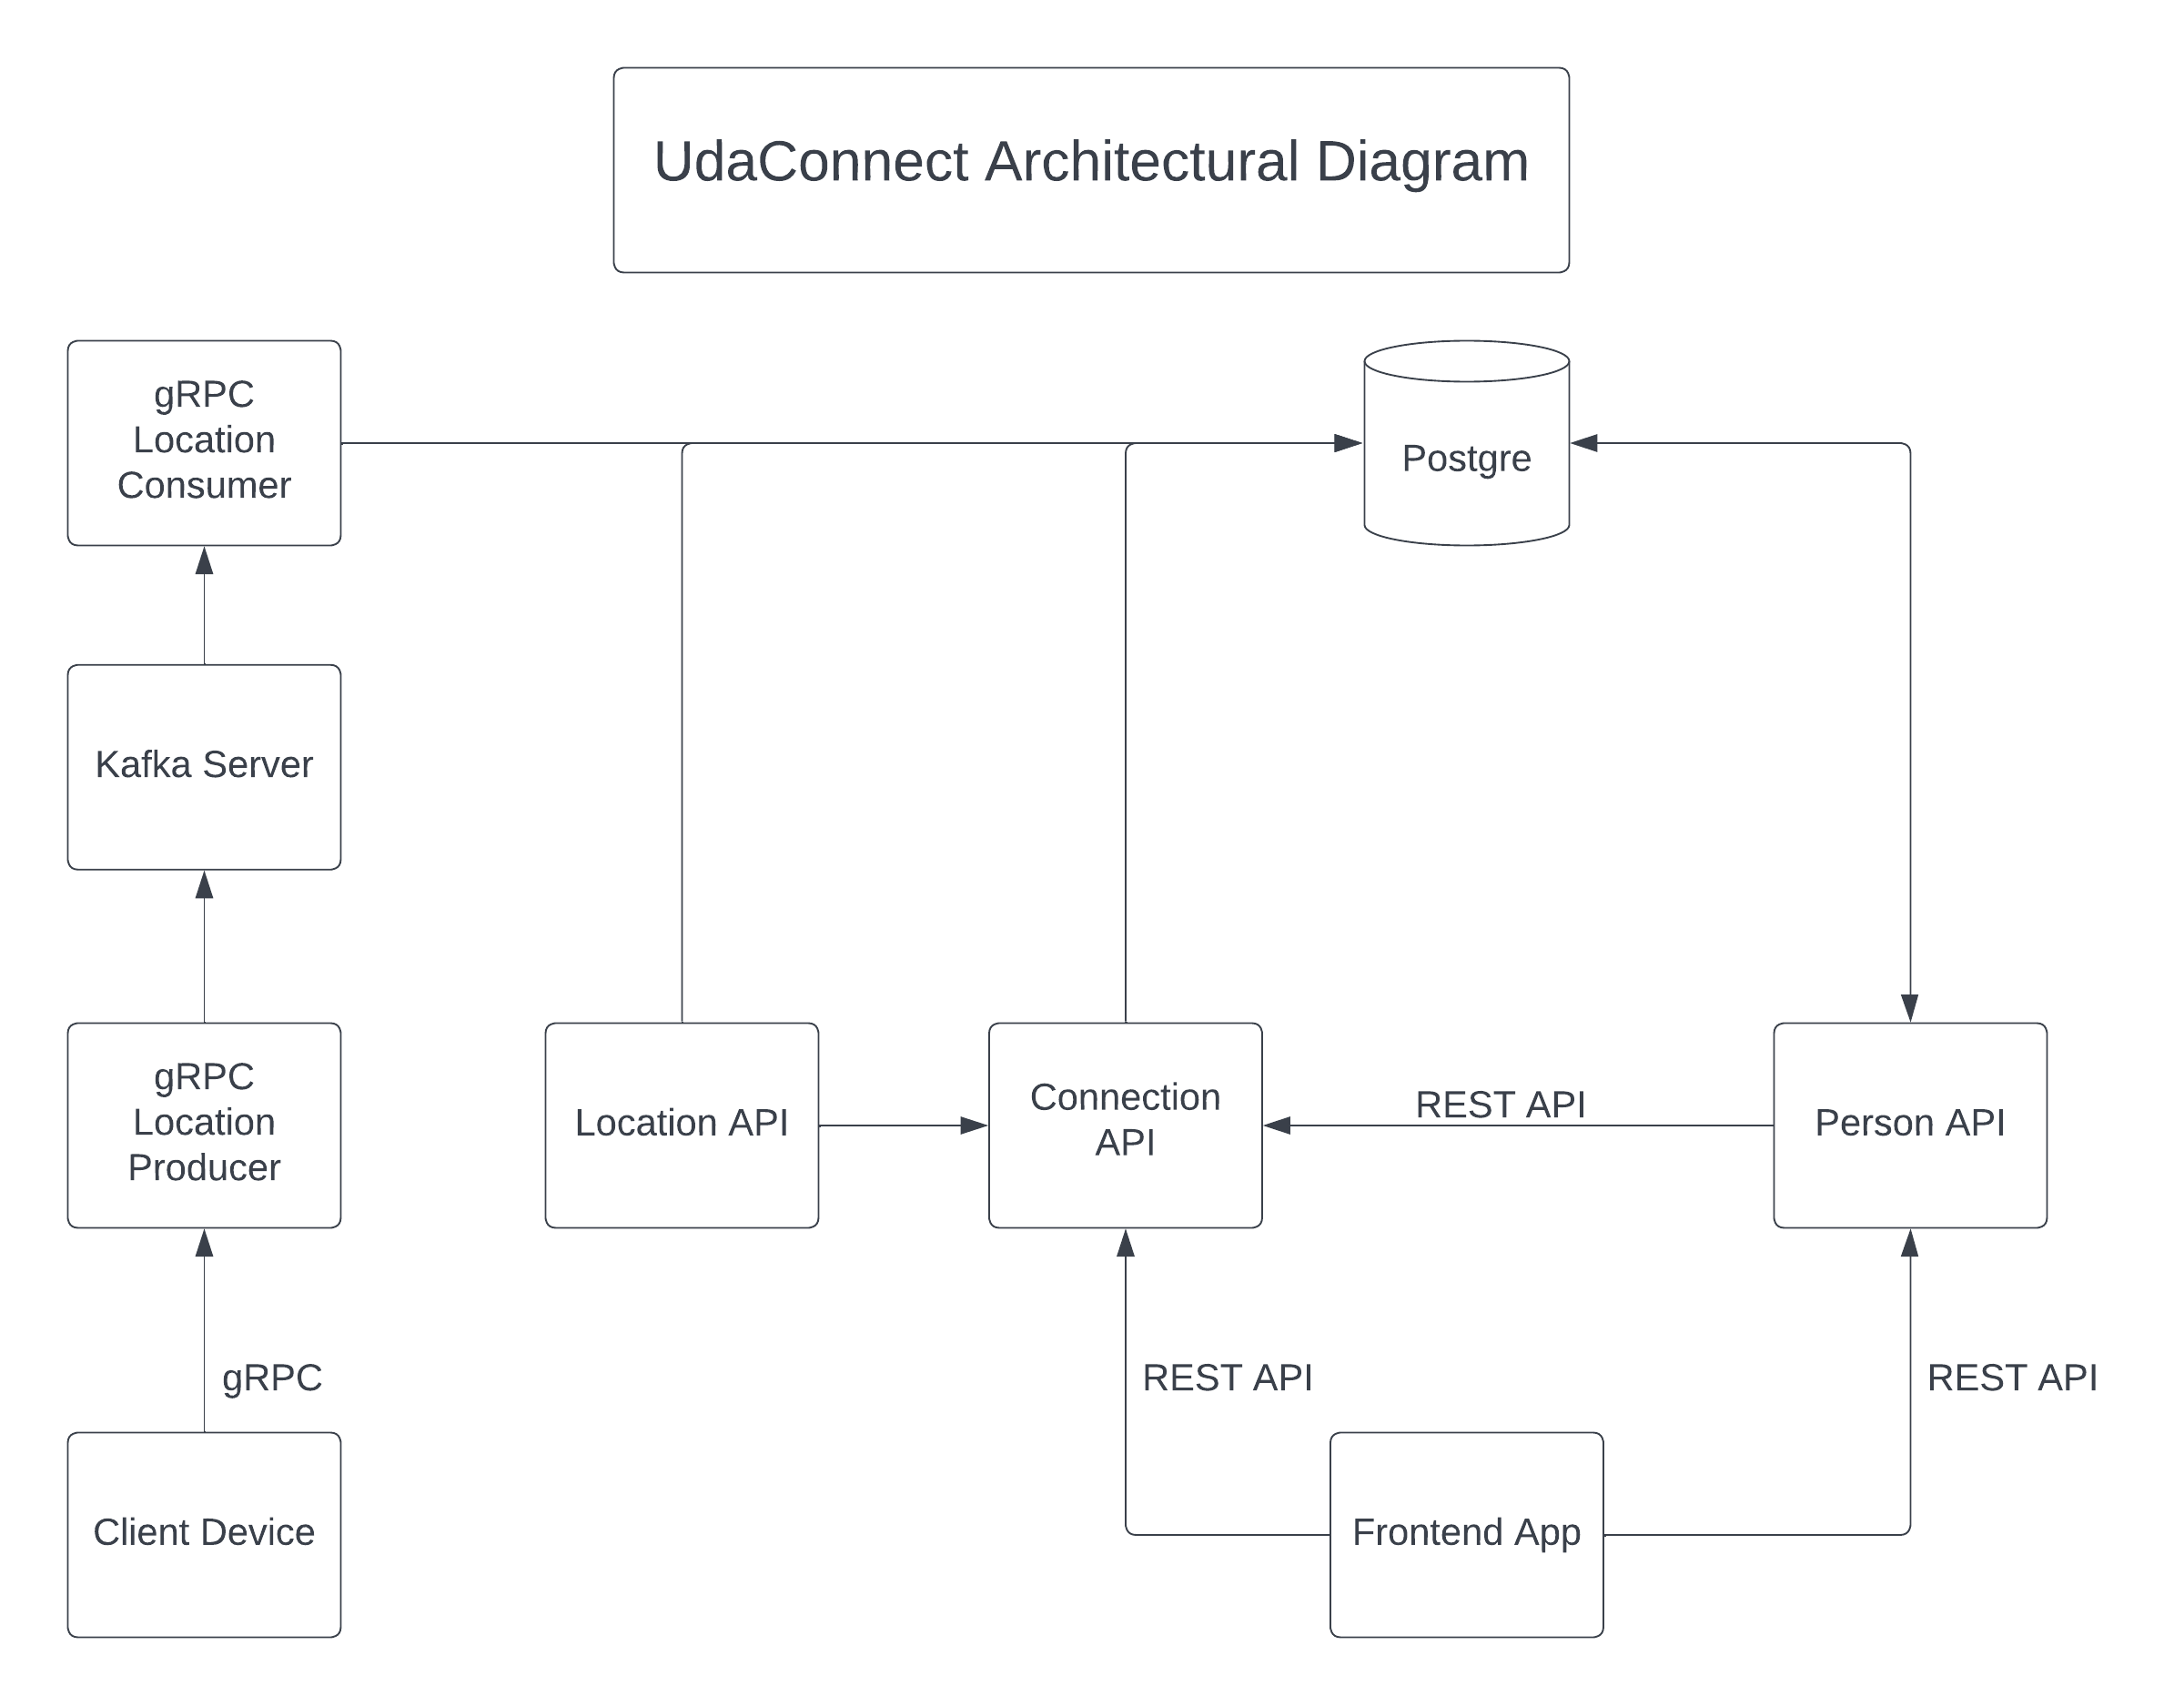 UdaConnect Architectural Diagram
gRPC
Location
Consumer
Postgre
Kafka Server
gRPC
Location
Producer
Location API
Connection
API
REST API
Person API
gRPC
REST API
REST API
Client Device
Frontend App